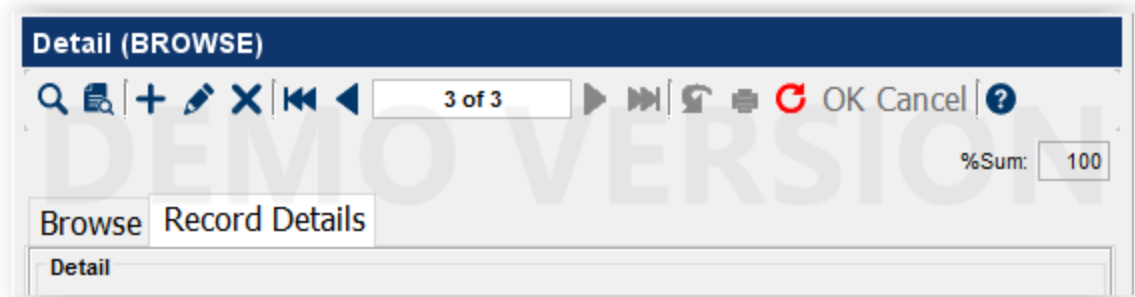 Detail (BROWSE)
3 of 3 OK Cancel ?
DEMO VERSION
%Sum: 100
Browse Record Details
Detail